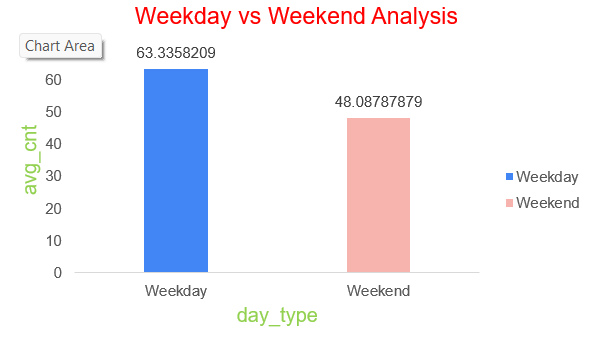 Weekday vs Weekend Analysis
Chart Area
63.3358209
48.08787879
60
50
40
30
20
10
0
avg_cnt
Weekday
Weekend
day_type
Weekday
Weekend